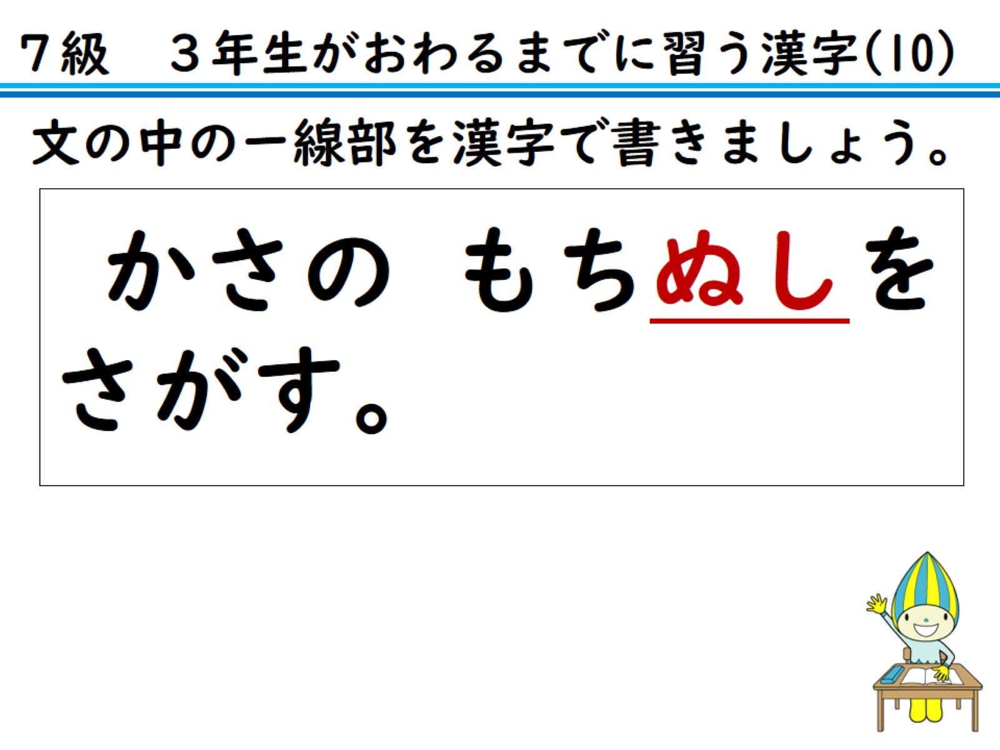 ７級　３年生がおわるまでに習う漢字(10)
文の中の一線部を漢字で書きましょう。
かさの もちぬしを
さがす。